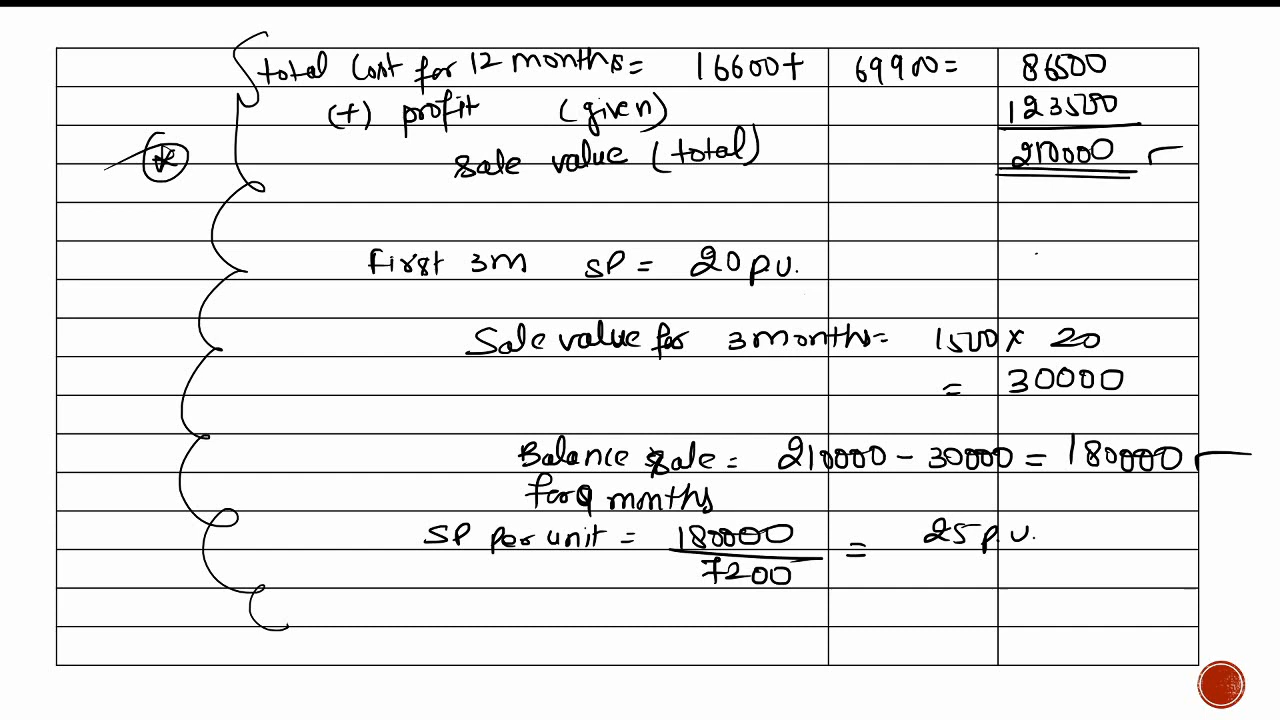 total cost for 12 months = 16600+ 69900= 86500
(+) profit (given) 123500
sale value (total) 210000
First 3m SP = 20 p.u.
Sale value for 3 months= 1500 x 20
= 30000
Balance sale = 210000 - 30000 = 180000
for 9 months
SP per unit = 180000 = 25 p.u.
7200